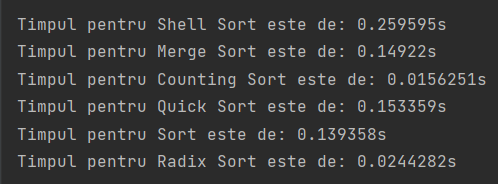 Timpul pentru Shell Sort este de: 0.259595s
Timpul pentru Merge Sort este de: 0.14922s
Timpul pentru Counting Sort este de: 0.0156251s
Timpul pentru Quick Sort este de: 0.153359s
Timpul pentru Sort este de: 0.139358s
Timpul pentru Radix Sort este de: 0.0244282s